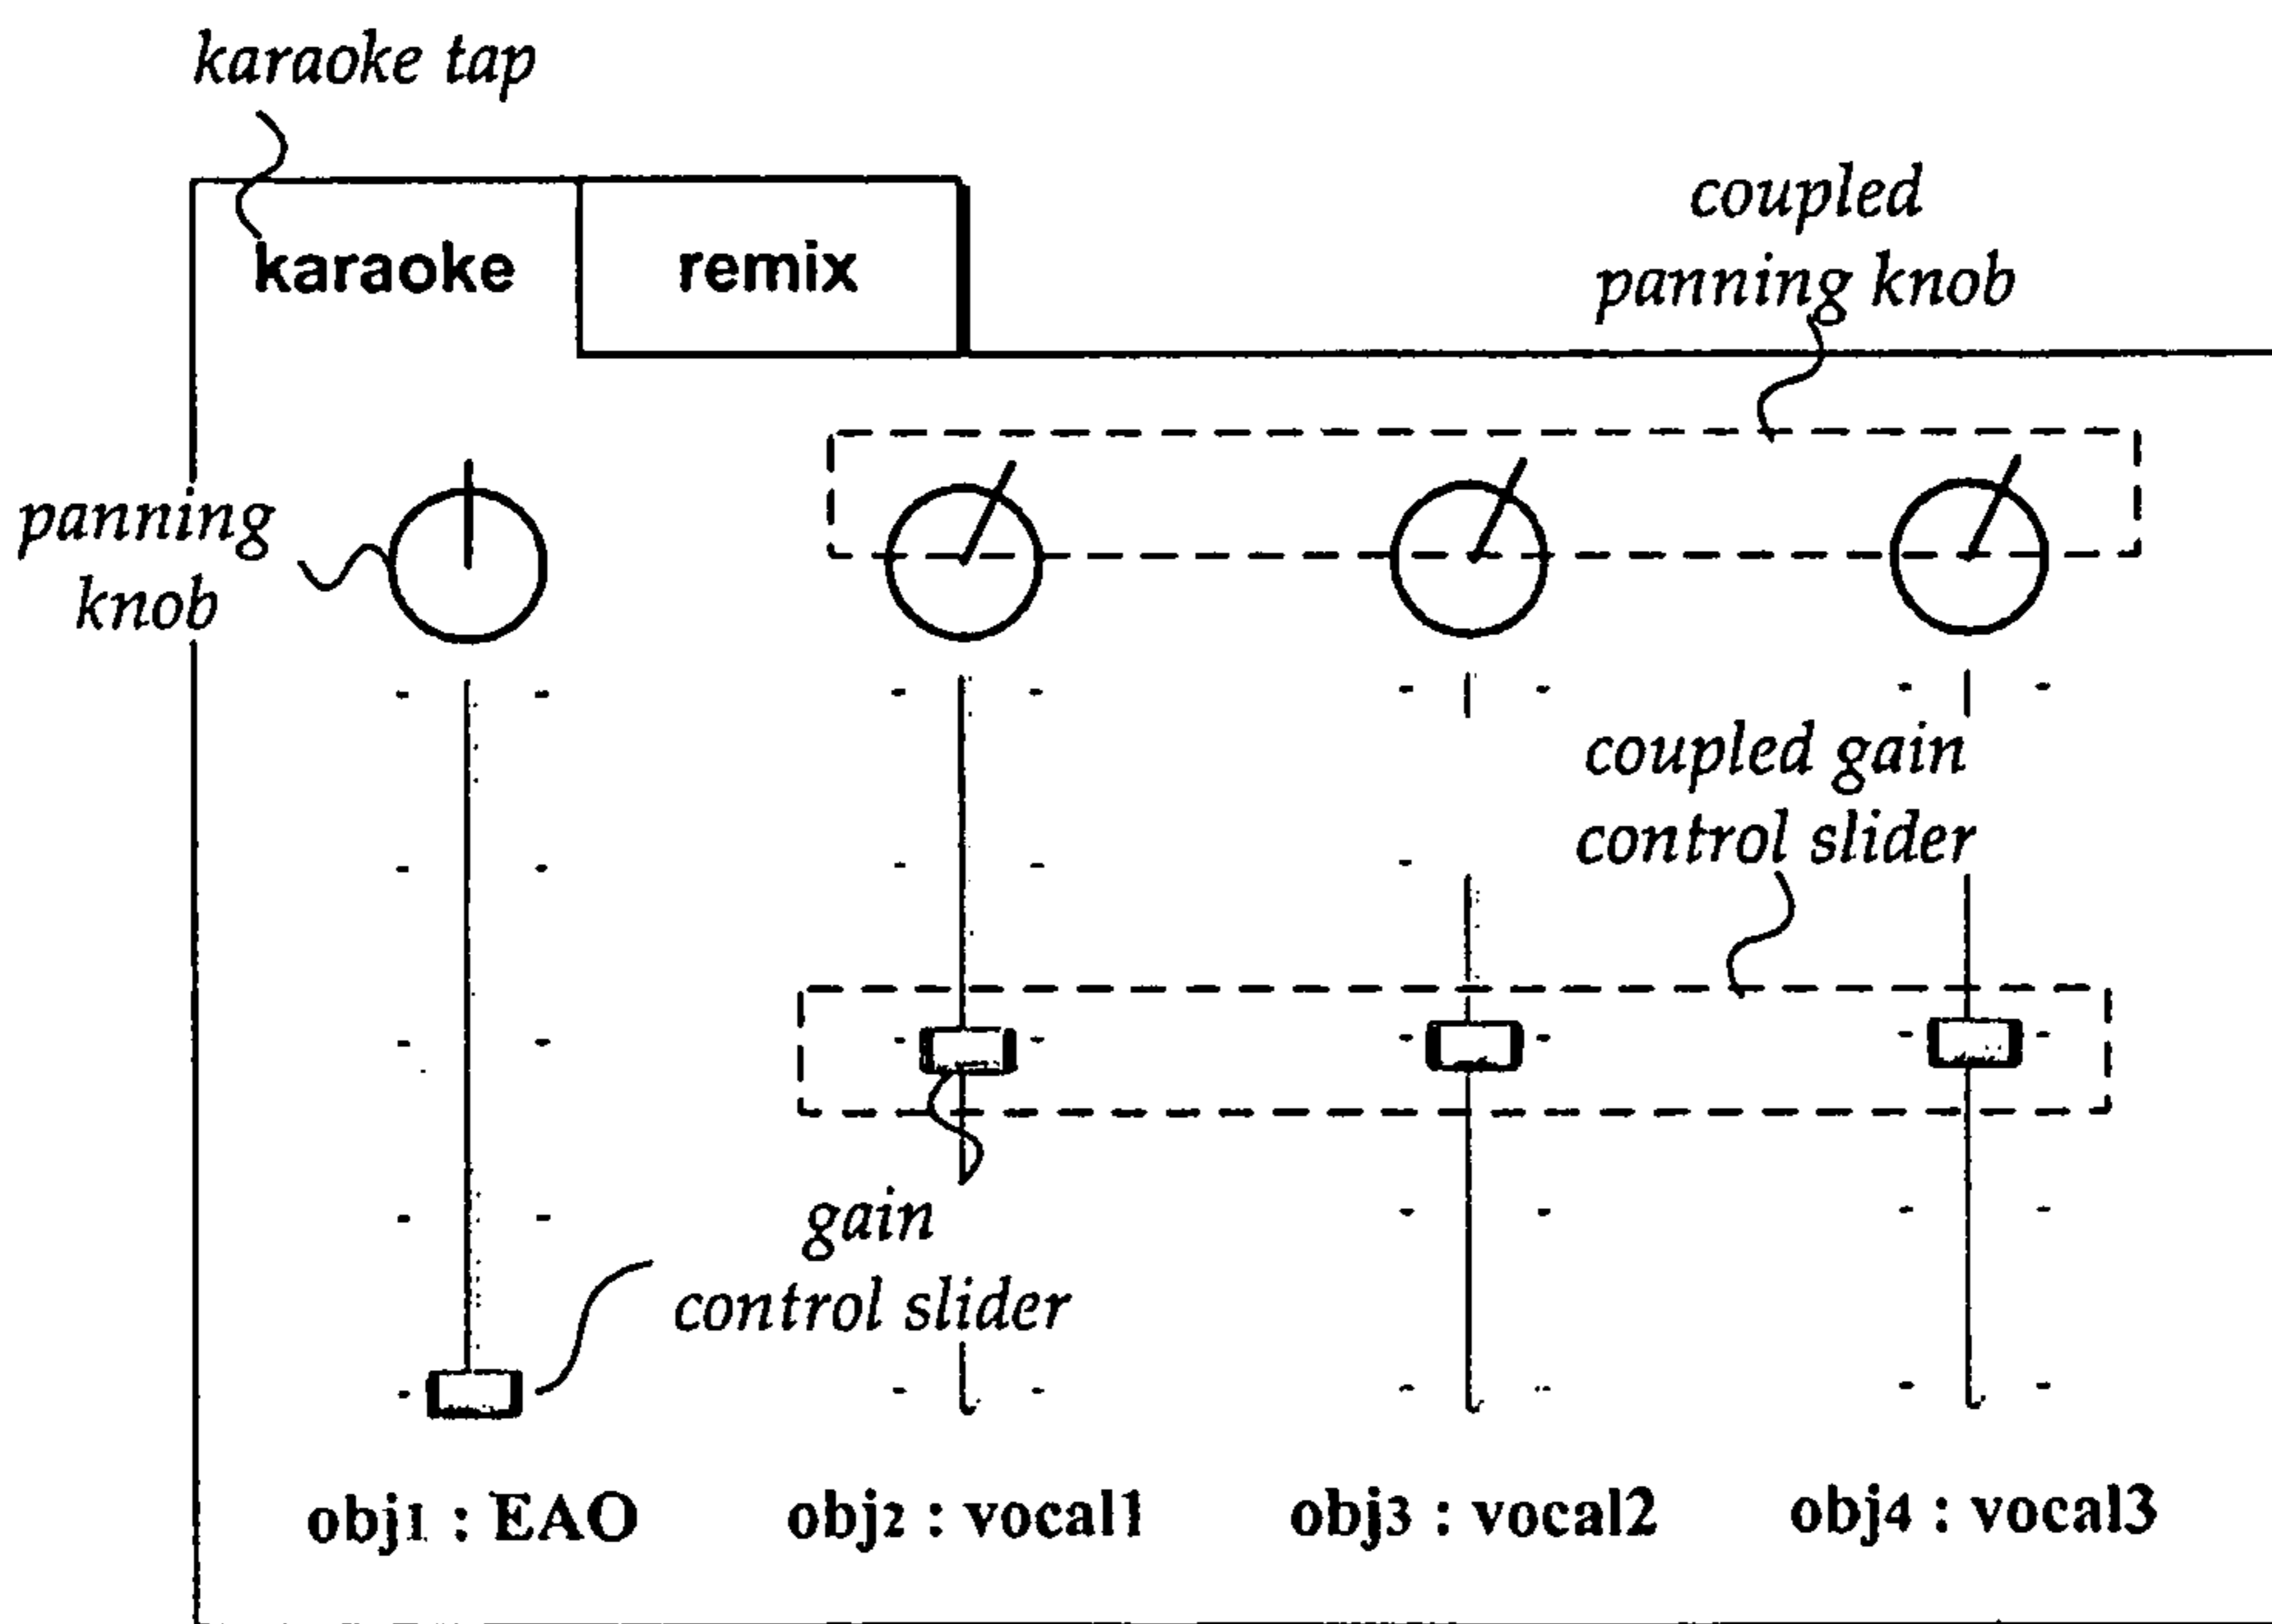 karaoke tap
karaoke
remix
coupled
panning knob
panning
knob
coupled gain
control slider
gain
control slider
obj1 : EAO
obj2 : vocal1
obj3 : vocal2
obj4 : vocal3